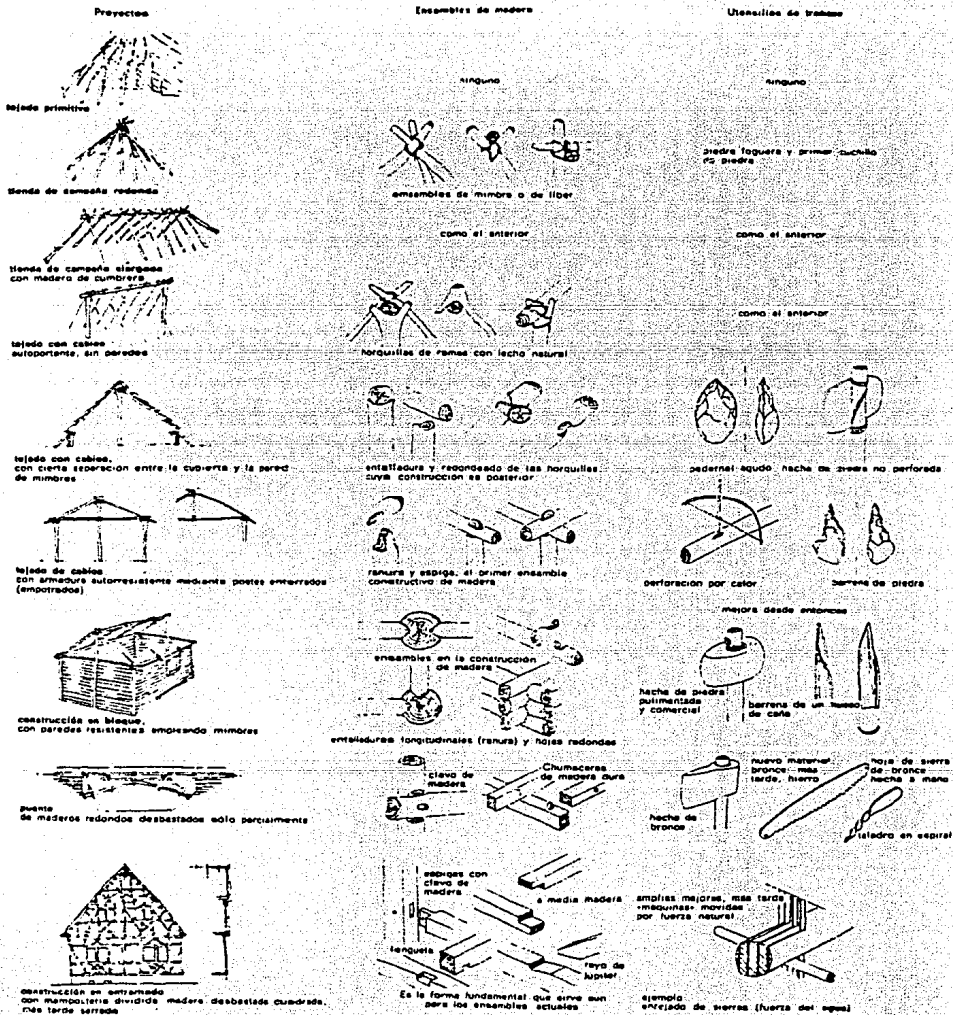 Proyectos
Ensambles de madera
Utensilios de trabajo
tejado primitivo
ninguno
ninguno
tienda de campaña redonda
ensambles de mimbre o de liber
piedra foguera y primer cuchillo
de piedra
tienda de campaña alargada
con madera de cumbrera
como el anterior
como el anterior
tejado con cabios
autoportante, sin paredes
horquillas de ramas con lecho natural
como el anterior
tejado con cabios,
con cierta separación entre la cubierta y la pared
de mimbres
entalladura y redondeado de las horquillas
cuya construcción es posterior
pedernal agudo, hacha de piedra no perforada
tejado de cabios
con armadura autorresistente mediante postes enterrados
(empotrados)
ranura y espiga, el primer ensamble
constructivo de madera
perforación por calor
barrena de piedra
construcción en bloque,
con paredes resistentes empleando mimbres
ensambles en la construcción
de madera
entalladuras longitudinales (ranura) y hojas redondas
mejora desde entonces
hacha de piedra
pulimentada
y comercial
barrena de un hueso
de caña
puente
de maderos redondos desbastados sólo parcialmente
clavo de
madera
Chumaceras
de madera dura
hacha de
bronce
nuevo material
bronce más
tarde, hierro
hoja de sierra
de bronce
hecha a mano
taladro en espiral
construcción en entramado
con mampostería dividida madera desbastada cuadrada,
más tarde serrada
espigas con
clavo de
madera
a media madera
lengueta
rayo de
Jupiter
Es la forma fundamental que sirve aun
para los ensambles actuales
amplias mejoras, más tarde
«maquinas» movidas
por fuerza natural
ejemplo:
enrejado de sierras (fuerza del agua)